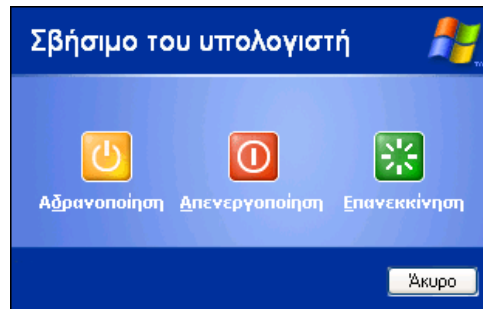 Σβήσιμο του υπολογιστή
Αδρανοποίηση Απενεργοποίηση Επανεκκίνηση
Άκυρο